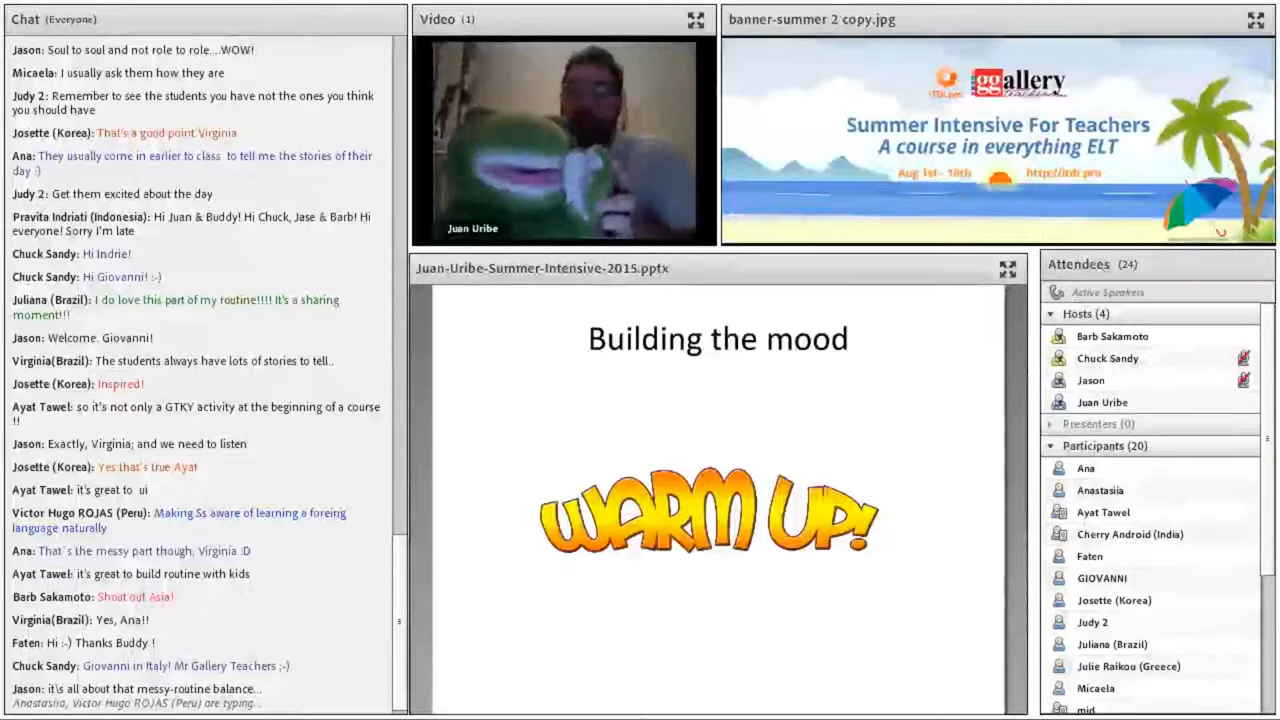 Chat (Everyone)
Jason: Soul to soul and not role to role....WOW!
Micaela: I usually ask them how they are
Judy 2: Remember to see the students you have not the ones you think
you should have
Josette (Korea): That's a good point Virginia
Ana: They usually come in earlier to class to tell me the stories of their
day :)
Judy 2: Get them excited about the day
Pravita Indriati (Indonesia): Hi Juan & Buddy! Hi Chuck, Jase & Barb! Hi
everyone! Sorry I'm late
Chuck Sandy: Hi Indrie!
Chuck Sandy: Hi Giovanni! :-)
Juliana (Brazil): I do love this part of my routine!!!! It's a sharing
moment!!!
Jason: Welcome. Giovanni!
Virginia(Brazil): The students always have lots of stories to tell..
Josette (Korea): Inspired!
Ayat Tawel: so it's not only a GTKY activity at the beginning of a course
!!
Jason: Exactly, Virginia; and we need to listen
Josette (Korea): Yes that's true Ayat
Ayat Tawel: it's great to ui
Victor Hugo ROJAS (Peru): Making Ss aware of learning a foreing
language naturally
Ana: That`s the messy part though, Virginia :D
Ayat Tawel: it's great to build routine with kids
Barb Sakamoto: Shout out Asia!
Virginia(Brazil): Yes, Ana!!
Faten: Hi :-) Thanks Buddy !
Chuck Sandy: Giovanni in Italy! Mr Gallery Teachers ;-)
Jason: it\s all about that messy-routine balance...
Anastasiia, Victor Hugo ROJAS (Peru) are typing...
Video (1)
Juan Uribe
banner-summer 2 copy.jpg
ggallery
teachers
Summer Intensive For Teachers
A course in everything ELT
Aug 1st - 10th http://itdi.pro
Juan-Uribe-Summer-Intensive-2015.pptx
Building the mood
WARM UP!
Attendees (24)
Active Speakers
Hosts (4)
Barb Sakamoto
Chuck Sandy
Jason
Juan Uribe
Presenters (0)
Participants (20)
Ana
Anastasiia
Ayat Tawel
Cherry Android (India)
Faten
GIOVANNI
Josette (Korea)
Judy 2
Juliana (Brazil)
Julie Raikou (Greece)
Micaela
mid